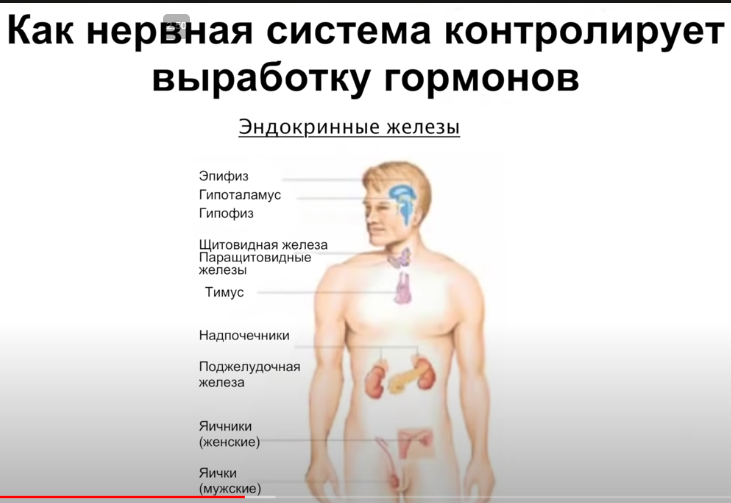 Как нервная система контролирует
выработку гормонов
Эндокринные железы
Эпифиз
Гипоталамус
Гипофиз
Щитовидная железа
Паращитовидные
железы
Тимус
Надпочечники
Поджелудочная
железа
Яичники
(женские)
Яички
(мужские)